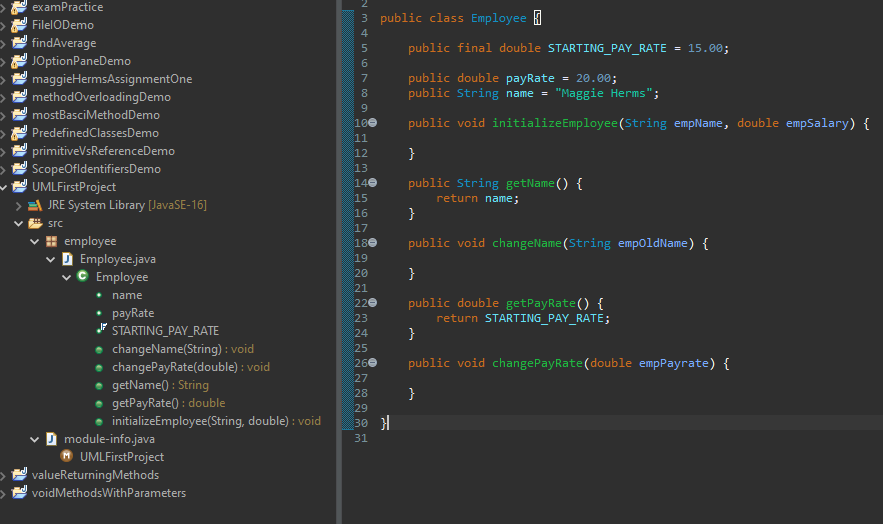 examPractice
FileIODemo
findAverage
JOptionPaneDemo
maggieHermsAssignmentOne
methodOverloadingDemo
mostBasciMethodDemo
PredefinedClassesDemo
primitiveVsReferenceDemo
ScopeOfIdentifiersDemo
UMLFirstProject
JRE System Library [JavaSE-16]
src
employee
Employee.java
Employee
name
payRate
STARTING_PAY_RATE
changeName(String) : void
changePayRate(double) : void
getName() : String
getPayRate() : double
initializeEmployee(String, double) : void
module-info.java
UMLFirstProject
valueReturningMethods
voidMethodsWithParameters
2
3 public class Employee {
4
5 public final double STARTING_PAY_RATE = 15.00;
6
7 public double payRate = 20.00;
8 public String name = "Maggie Herms";
9
10 public void initializeEmployee(String empName, double empSalary) {
11
12 }
13
14 public String getName() {
15 return name;
16 }
17
18 public void changeName(String empOldName) {
19
20 }
21
22 public double getPayRate() {
23 return STARTING_PAY_RATE;
24 }
25
26 public void changePayRate(double empPayrate) {
27
28 }
29
30 }
31